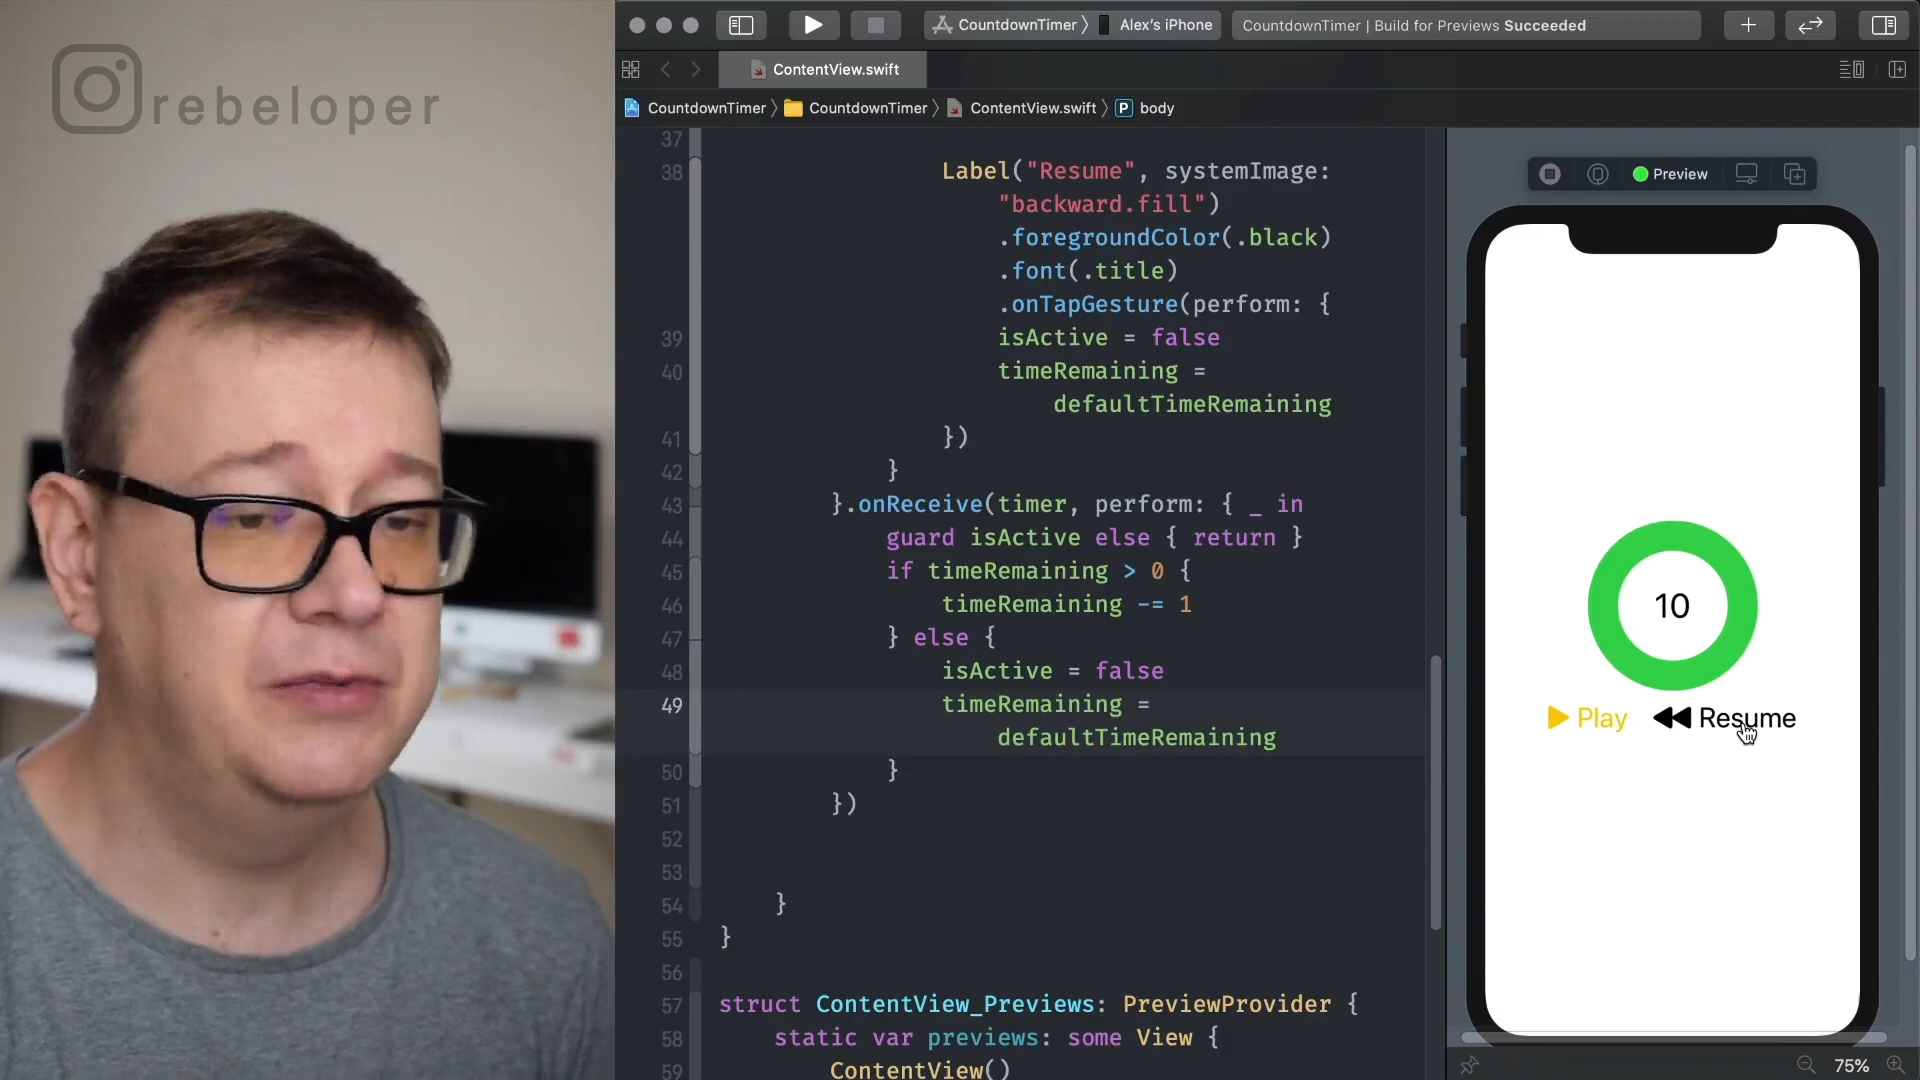 rebeloper
CountdownTimer 〉 Alex's iPhone
CountdownTimer | Build for Previews Succeeded
ContentView.swift
CountdownTimer 〉 CountdownTimer 〉 ContentView.swift 〉 P body
37
38 Label("Resume", systemImage:
"backward.fill")
.foregroundColor(.black)
.font(.title)
.onTapGesture(perform: {
39 isActive = false
40 timeRemaining =
defaultTimeRemaining
41 })
42 }
43 }.onReceive(timer, perform: { _ in
44 guard isActive else { return }
45 if timeRemaining > 0 {
46 timeRemaining -= 1
47 } else {
48 isActive = false
49 timeRemaining =
defaultTimeRemaining
50 }
51 })
52
53
54 }
55 }
56
57 struct ContentView_Previews: PreviewProvider {
58 static var previews: some View {
59 ContentView()
Preview
10
Play Resume
75%